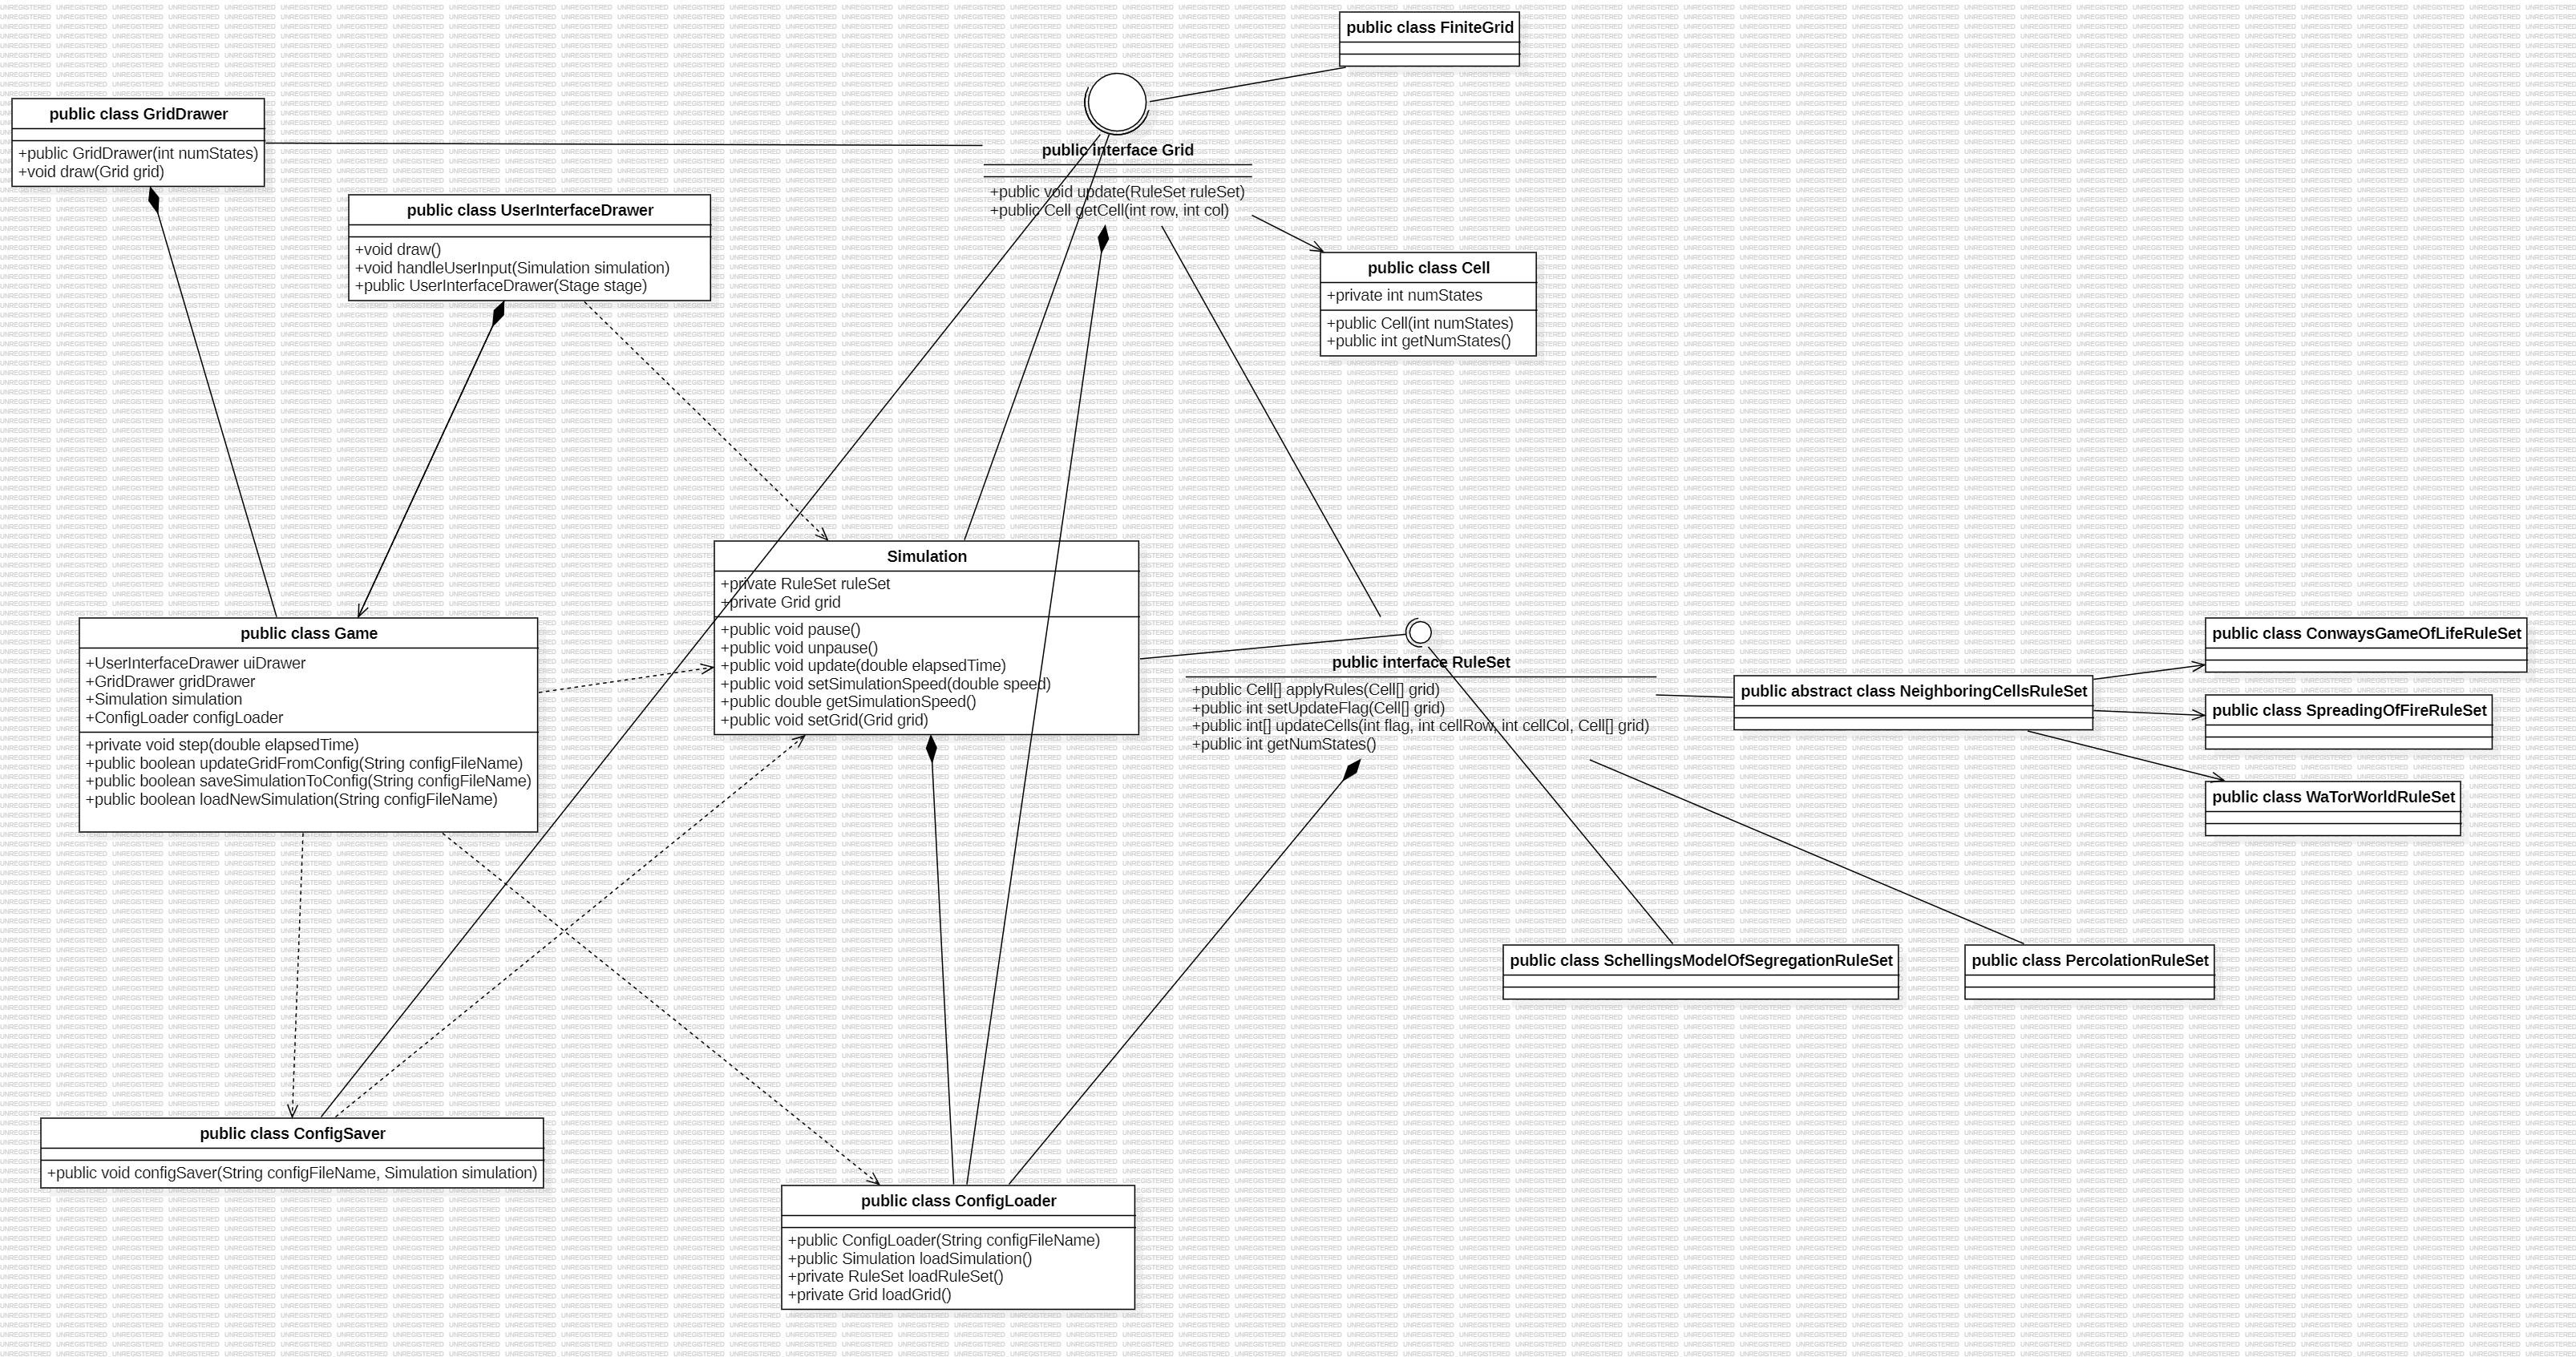 public class FiniteGrid
public class GridDrawer
+public GridDrawer(int numStates)
+void draw(Grid grid)
public interface Grid
+public void update(RuleSet ruleSet)
+public Cell getCell(int row, int col)
public class UserInterfaceDrawer
+void draw()
+void handleUserInput(Simulation simulation)
+public UserInterfaceDrawer(Stage stage)
public class Cell
+private int numStates
+public Cell(int numStates)
+public int getNumStates()
Simulation
+private RuleSet ruleSet
+private Grid grid
+public void pause()
+public void unpause()
+public void update(double elapsedTime)
+public void setSimulationSpeed(double speed)
+public double getSimulationSpeed()
+public void setGrid(Grid grid)
public class Game
+UserInterfaceDrawer uiDrawer
+GridDrawer gridDrawer
+Simulation simulation
+ConfigLoader configLoader
+private void step(double elapsedTime)
+public boolean updateGridFromConfig(String configFileName)
+public boolean saveSimulationToConfig(String configFileName)
+public boolean loadNewSimulation(String configFileName)
public interface RuleSet
+public Cell[] applyRules(Cell[] grid)
+public int setUpdateFlag(Cell[] grid)
+public int[] updateCells(int flag, int cellRow, int cellCol, Cell[] grid)
+public int getNumStates()
public abstract class NeighboringCellsRuleSet
public class ConwaysGameOfLifeRuleSet
public class SpreadingOfFireRuleSet
public class WaTorWorldRuleSet
public class SchellingsModelOfSegregationRuleSet
public class PercolationRuleSet
public class ConfigSaver
+public void configSaver(String configFileName, Simulation simulation)
public class ConfigLoader
+public ConfigLoader(String configFileName)
+public Simulation loadSimulation()
+private RuleSet loadRuleSet()
+private Grid loadGrid()
UNREGISTERED